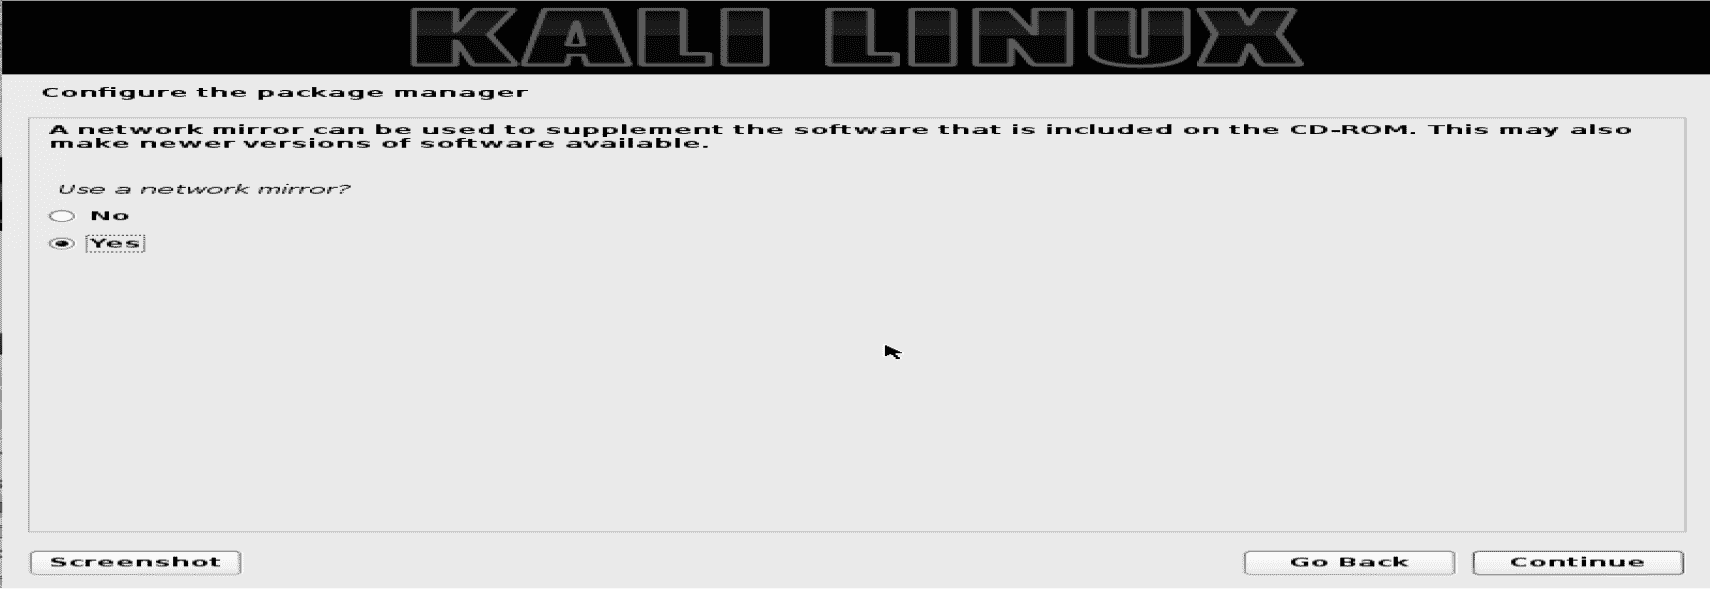 KALI LINUX
Configure the package manager
A network mirror can be used to supplement the software that is included on the CD-ROM. This may also
make newer versions of software available.
Use a network mirror?
No
Yes
Screenshot
Go Back
Continue